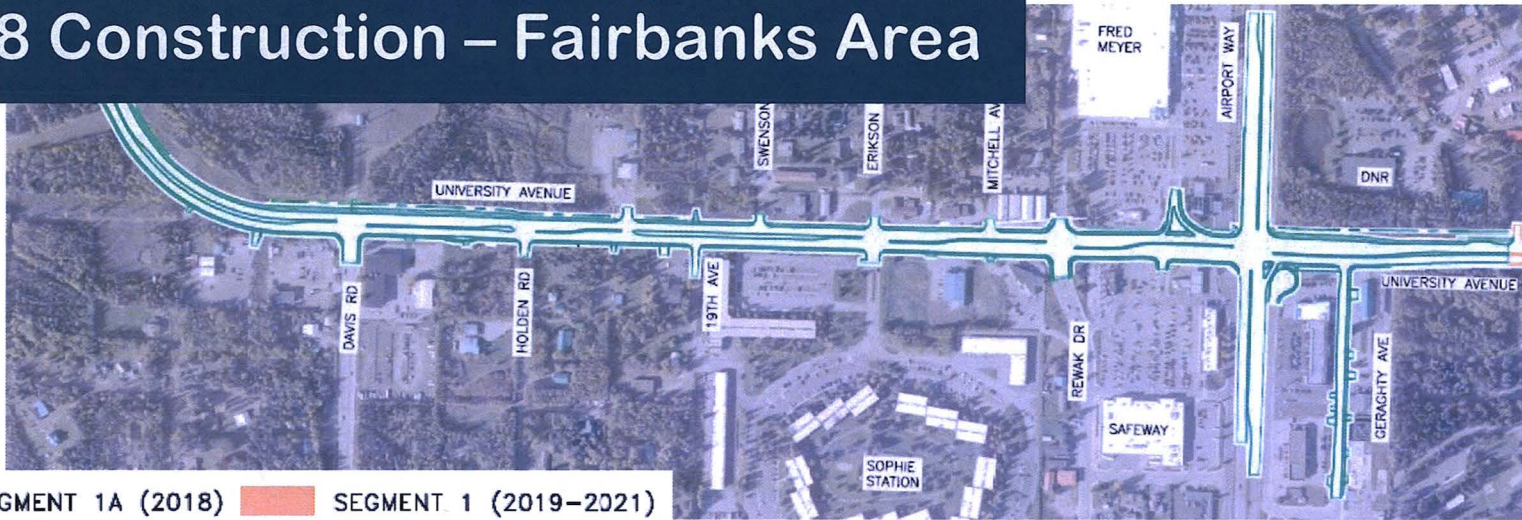 8 Construction – Fairbanks Area
FRED
MEYER
AIRPORT WAY
SWENSON
ERIKSON
MITCHELL AV
UNIVERSITY AVENUE
DNR
UNIVERSITY AVENUE
DAVIS RD
HOLDEN RD
19TH AVE
REWAK DR
GERAGHTY AVE
SAFEWAY
SOPHIE
STATION
GMENT 1A (2018)
SEGMENT 1 (2019-2021)